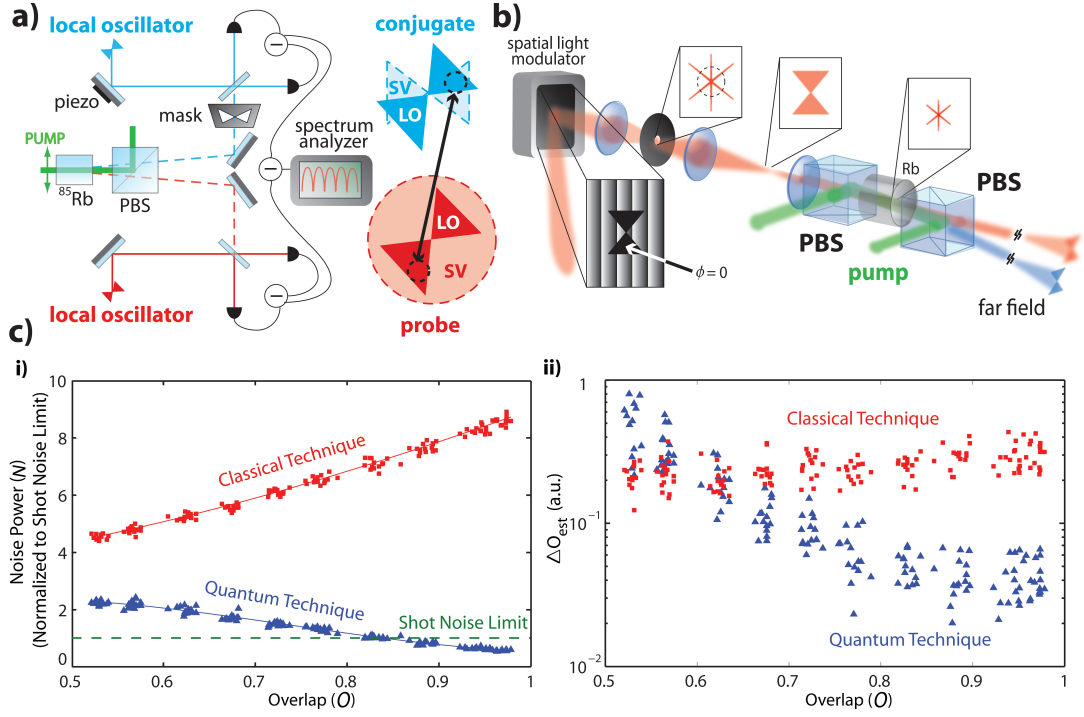 a)
local oscillator
piezo
mask
PUMP
85Rb
PBS
spectrum
analyzer
local oscillator
conjugate
SV
LO
LO
SV
probe
b)
spatial light
modulator
Rb
PBS
PBS
pump
ϕ = 0
far field
c)
i)
Noise Power (N)
(Normalized to Shot Noise Limit)
10
8
6
4
2
0
Classical Technique
Quantum Technique
Shot Noise Limit
0.5 0.6 0.7 0.8 0.9 1
Overlap (O)
ii)
ΔOest (a.u.)
1
10−1
10−2
Classical Technique
Quantum Technique
0.5 0.6 0.7 0.8 0.9 1
Overlap (O)